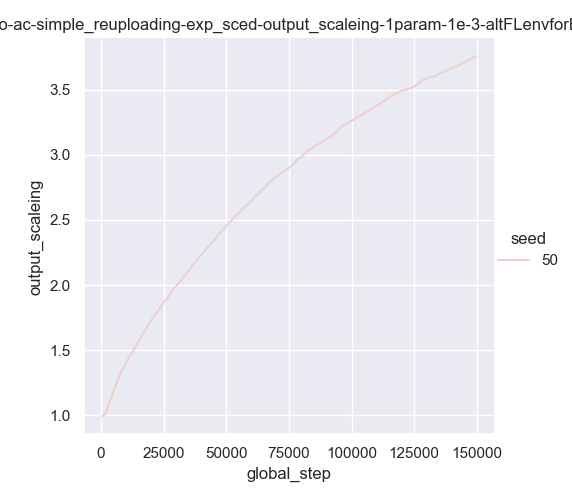 o-ac-simple_reuploading-exp_sced-output_scaleing-1param-1e-3-altFLenvfor
output_scaleing
3.5
3.0
2.5
2.0
1.5
1.0
0 25000 50000 75000 100000 125000 150000
global_step
seed
50